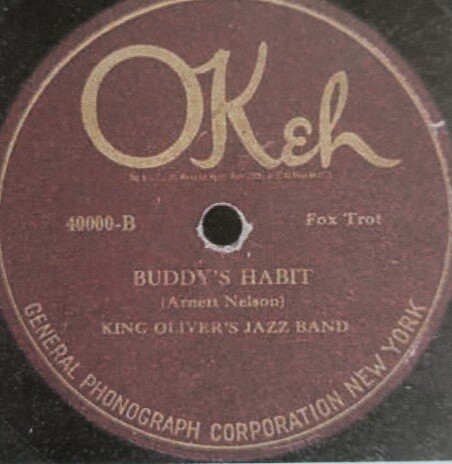 OKeh
40000-B
Fox Trot
BUDDY'S HABIT
(Arnett Nelson)
KING OLIVER'S JAZZ BAND
GENERAL PHONOGRAPH CORPORATION NEW YORK